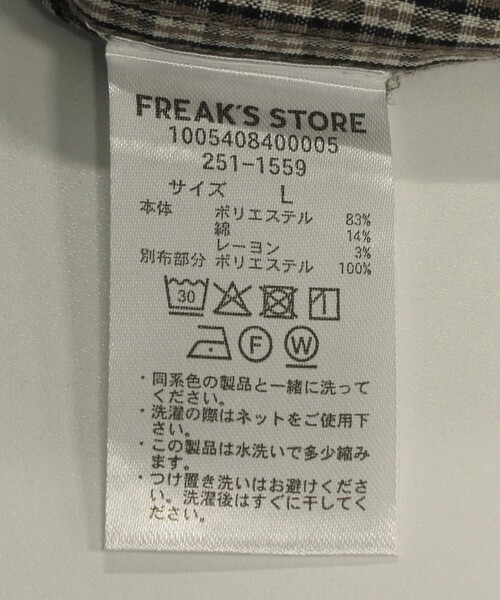 FREAK'S STORE
1005408400005
251-1559
サイズ L
本体 ポリエステル 83%
綿 14%
レーヨン 3%
別布部分 ポリエステル 100%
30
F W
・同系色の製品と一緒に洗って
ください。
・洗濯の際はネットをご使用下
さい。
・この製品は水洗いで多少縮み
ます。
・つけ置き洗いはお避けくださ
い。洗濯後はすぐに干してく
ださい。